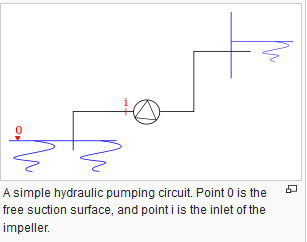 i
0
A simple hydraulic pumping circuit. Point 0 is the
free suction surface, and point i is the inlet of the
impeller.